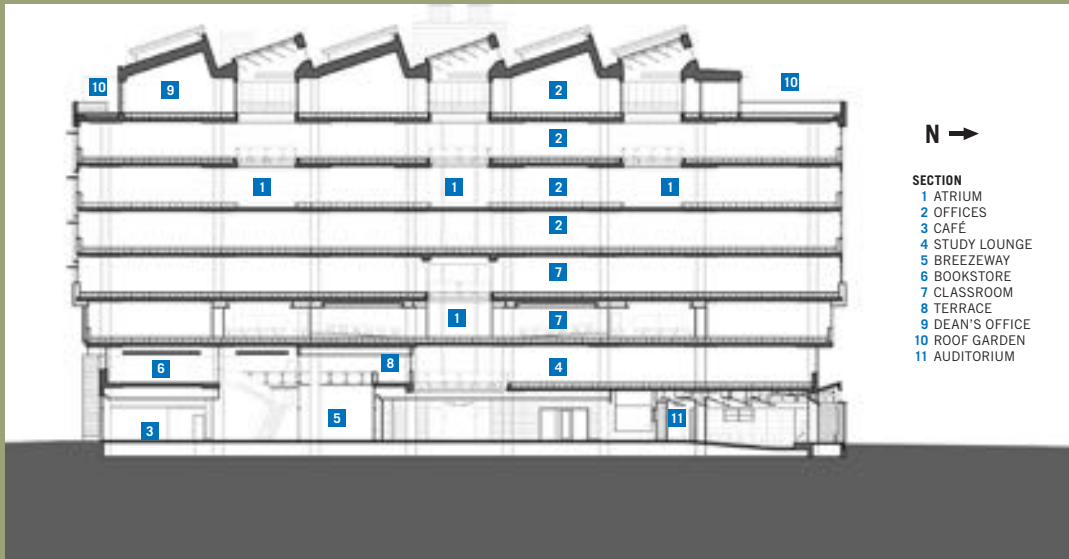 10
9
2
10
2
1
1
2
1
2
7
1
7
6
8
4
3
5
11
N
SECTION
1 ATRIUM
2 OFFICES
3 CAFÉ
4 STUDY LOUNGE
5 BREEZEWAY
6 BOOKSTORE
7 CLASSROOM
8 TERRACE
9 DEAN'S OFFICE
10 ROOF GARDEN
11 AUDITORIUM